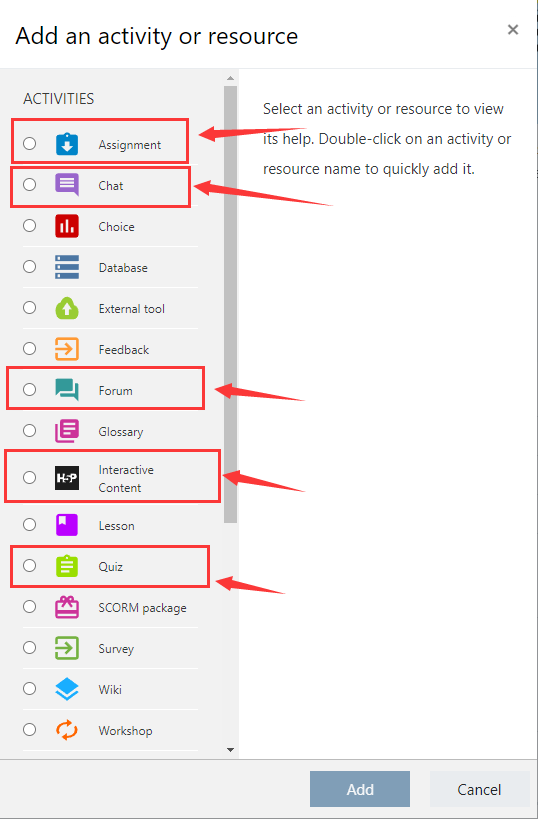 Add an activity or resource
×
ACTIVITIES
Assignment
Chat
Choice
Database
External tool
Feedback
Forum
Glossary
H-P
Interactive
Content
Lesson
Quiz
SCORM package
Survey
Wiki
Workshop
Select an activity or resource to view
its help. Double-click on an activity or
resource name to quickly add it.
Add
Cancel